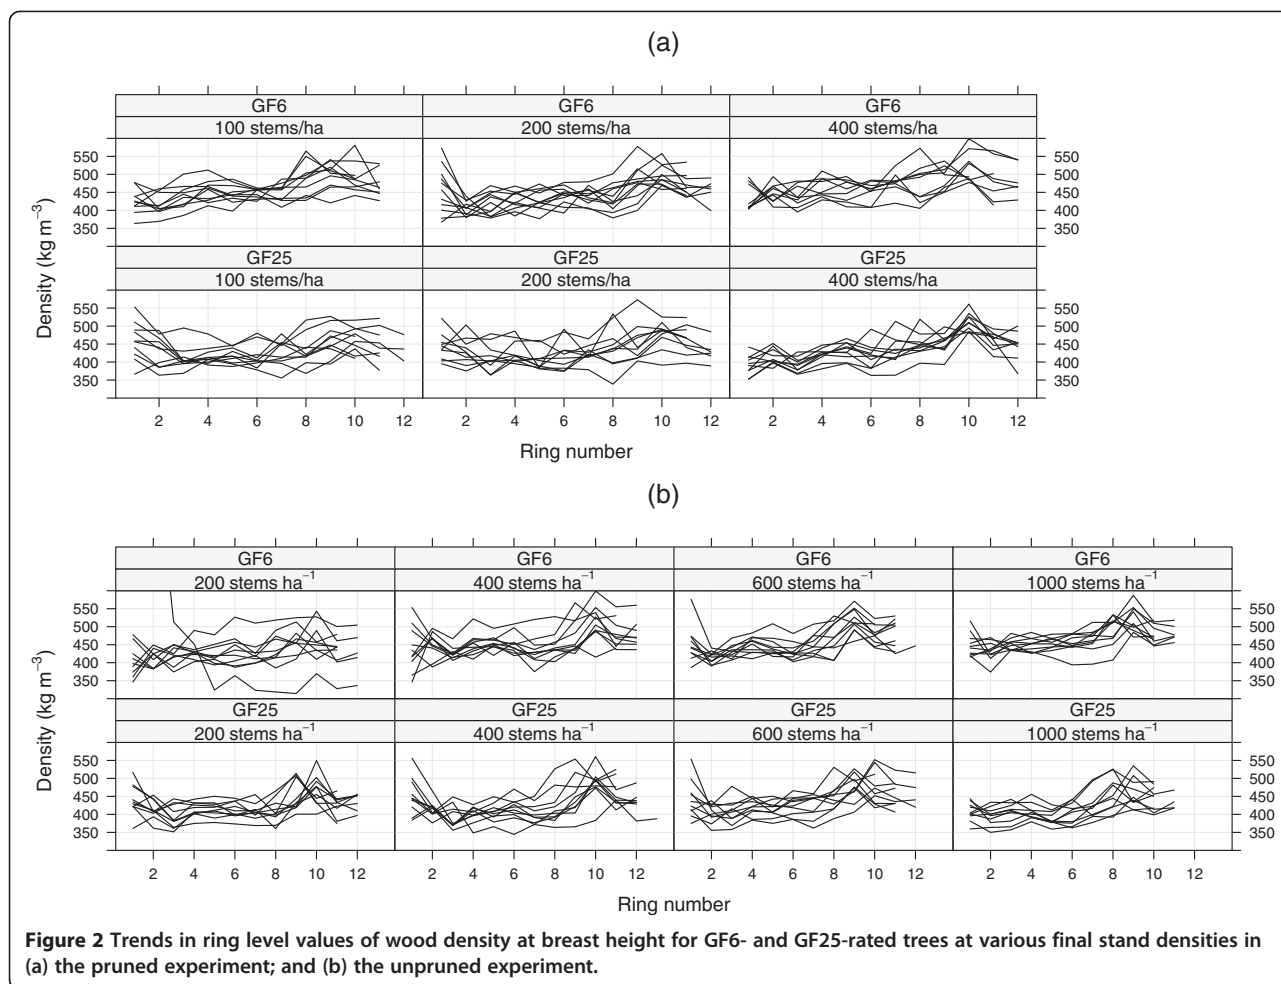 (a)
GF6 GF6 GF6
100 stems/ha 200 stems/ha 400 stems/ha
550 550
500 500
450 450
400 400
350 350
GF25 GF25 GF25
100 stems/ha 200 stems/ha 400 stems/ha
550 550
500 500
450 450
400 400
350 350
Density (kg m⁻³)
2 4 6 8 10 12 2 4 6 8 10 12 2 4 6 8 10 12
Ring number
(b)
GF6 GF6 GF6 GF6
200 stems ha⁻¹ 400 stems ha⁻¹ 600 stems ha⁻¹ 1000 stems ha⁻¹
550 550
500 500
450 450
400 400
350 350
GF25 GF25 GF25 GF25
200 stems ha⁻¹ 400 stems ha⁻¹ 600 stems ha⁻¹ 1000 stems ha⁻¹
550 550
500 500
450 450
400 400
350 350
Density (kg m⁻³)
2 4 6 8 10 12 2 4 6 8 10 12 2 4 6 8 10 12 2 4 6 8 10 12
Ring number
Figure 2 Trends in ring level values of wood density at breast height for GF6- and GF25-rated trees at various final stand densities in
(a) the pruned experiment; and (b) the unpruned experiment.